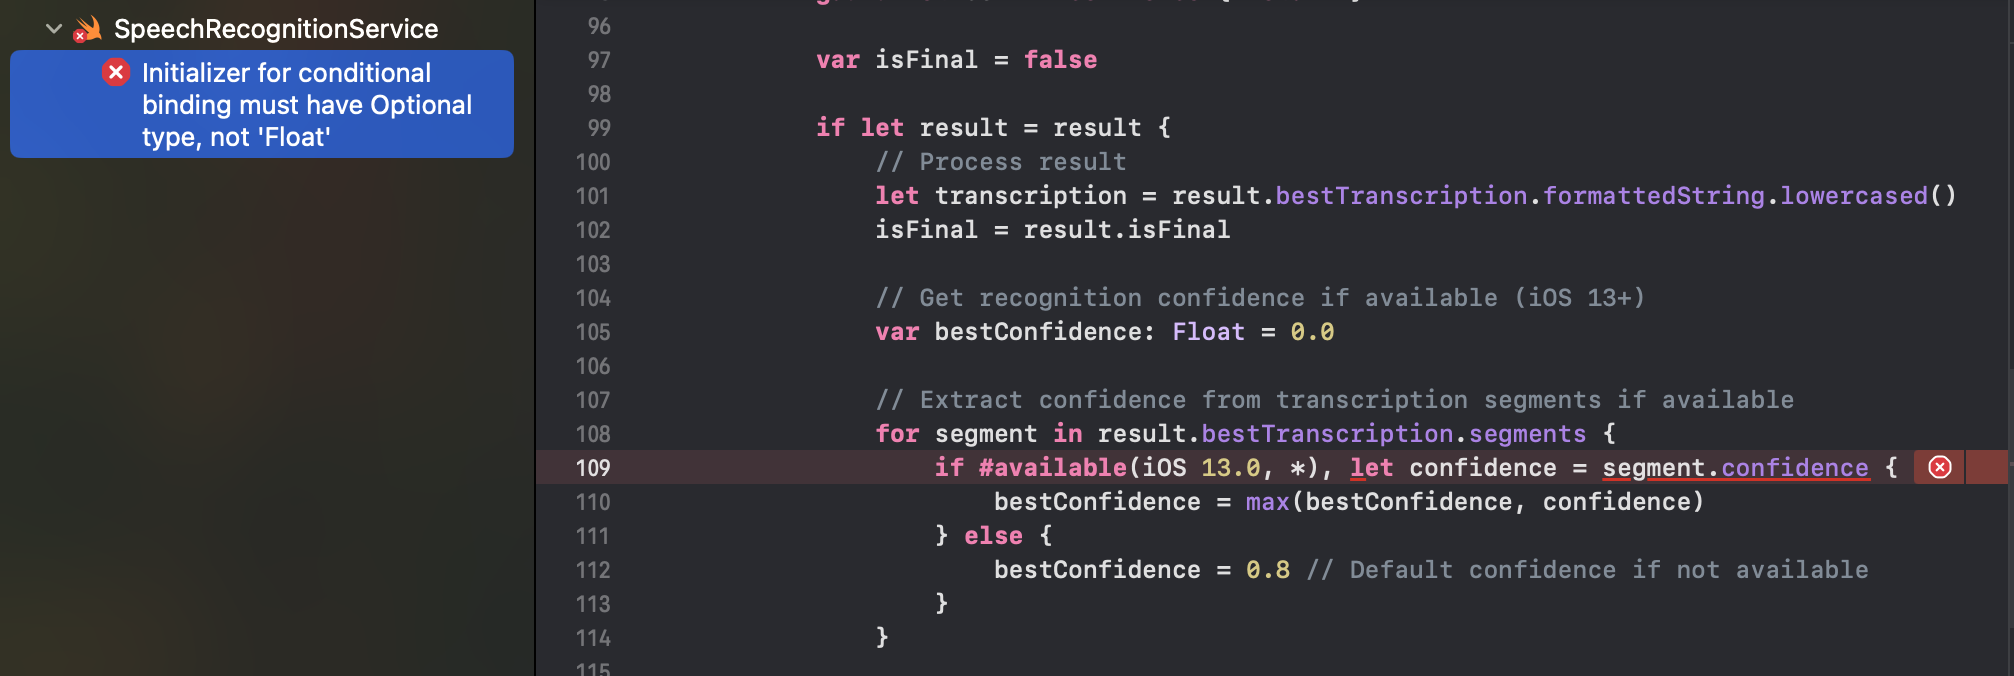 SpeechRecognitionService
Initializer for conditional
binding must have Optional
type, not 'Float'
96
97 var isFinal = false
98
99 if let result = result {
100 // Process result
101 let transcription = result.bestTranscription.formattedString.lowercased()
102 isFinal = result.isFinal
103
104 // Get recognition confidence if available (iOS 13+)
105 var bestConfidence: Float = 0.0
106
107 // Extract confidence from transcription segments if available
108 for segment in result.bestTranscription.segments {
109 if #available(iOS 13.0, *), let confidence = segment.confidence {
110 bestConfidence = max(bestConfidence, confidence)
111 } else {
112 bestConfidence = 0.8 // Default confidence if not available
113 }
114 }
115